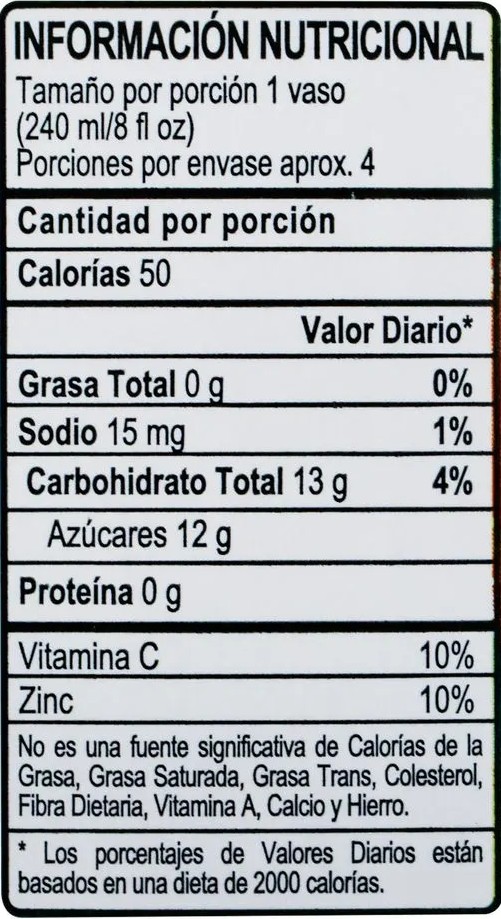 INFORMACIÓN NUTRICIONAL
Tamaño por porción 1 vaso
(240 ml/8 fl oz)
Porciones por envase aprox. 4
Cantidad por porción
Calorías 50
Valor Diario*
Grasa Total 0 g 0%
Sodio 15 mg 1%
Carbohidrato Total 13 g 4%
Azúcares 12 g
Proteína 0 g
Vitamina C 10%
Zinc 10%
No es una fuente significativa de Calorías de la
Grasa, Grasa Saturada, Grasa Trans, Colesterol,
Fibra Dietaria, Vitamina A, Calcio y Hierro.
* Los porcentajes de Valores Diarios están
basados en una dieta de 2000 calorías.